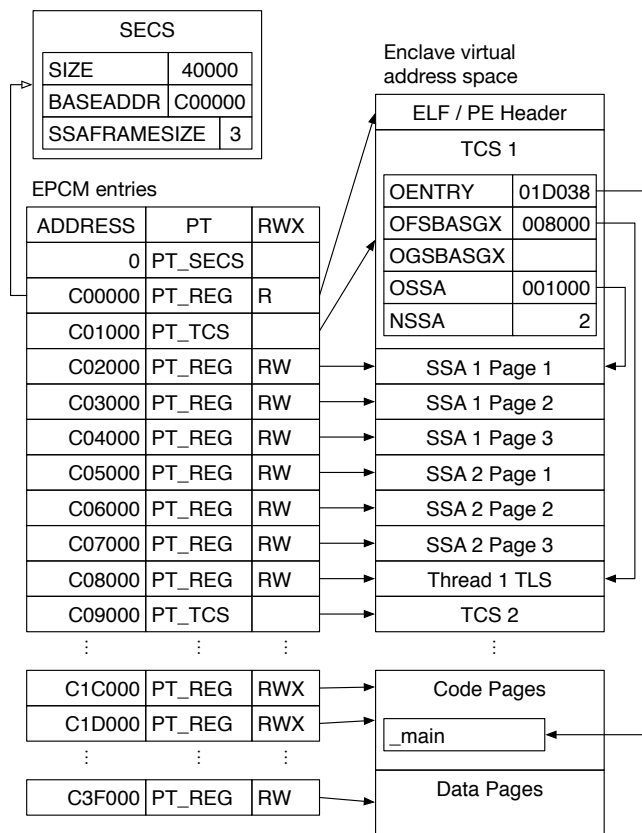 SECS
SIZE 40000
BASEADDR C00000
SSAFRAMESIZE 3
EPCM entries
ADDRESS PT RWX
0 PT_SECS
C00000 PT_REG R
C01000 PT_TCS
C02000 PT_REG RW
C03000 PT_REG RW
C04000 PT_REG RW
C05000 PT_REG RW
C06000 PT_REG RW
C07000 PT_REG RW
C08000 PT_REG RW
C09000 PT_TCS
⋮ ⋮ ⋮
C1C000 PT_REG RWX
C1D000 PT_REG RWX
⋮ ⋮ ⋮
C3F000 PT_REG RW
Enclave virtual
address space
ELF / PE Header
TCS 1
OENTRY 01D038
OFSBASGX 008000
OGSBASGX
OSSA 001000
NSSA 2
SSA 1 Page 1
SSA 1 Page 2
SSA 1 Page 3
SSA 2 Page 1
SSA 2 Page 2
SSA 2 Page 3
Thread 1 TLS
TCS 2
⋮
Code Pages
_main
Data Pages